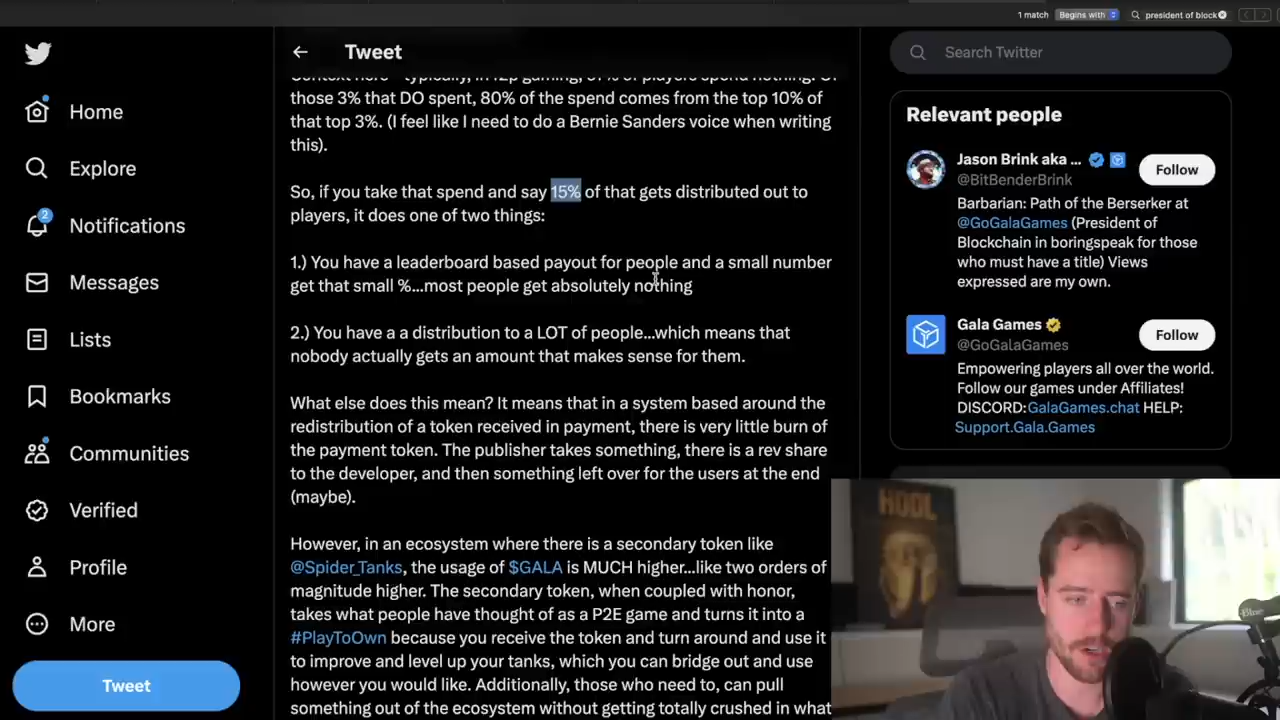 1 match Begins with president of block
Tweet
Search Twitter
Home
Explore
2
Notifications
Messages
Lists
Bookmarks
Communities
Verified
Profile
More
Tweet
those 3% that DO spent, 80% of the spend comes from the top 10% of
that top 3%. (I feel like I need to do a Bernie Sanders voice when writing
this).
So, if you take that spend and say 15% of that gets distributed out to
players, it does one of two things:
1.) You have a leaderboard based payout for people and a small number
get that small %...most people get absolutely nothing
2.) You have a a distribution to a LOT of people...which means that
nobody actually gets an amount that makes sense for them.
What else does this mean? It means that in a system based around the
redistribution of a token received in payment, there is very little burn of
the payment token. The publisher takes something, there is a rev share
to the developer, and then something left over for the users at the end
(maybe).
However, in an ecosystem where there is a secondary token like
@Spider_Tanks, the usage of $GALA is MUCH higher...like two orders of
magnitude higher. The secondary token, when coupled with honor,
takes what people have thought of as a P2E game and turns it into a
#PlayToOwn because you receive the token and turn around and use it
to improve and level up your tanks, which you can bridge out and use
however you would like. Additionally, those who need to, can pull
something out of the ecosystem without getting totally crushed in what
Relevant people
Jason Brink aka ...
@BitBenderBrink
Follow
Barbarian: Path of the Berserker at
@GoGalaGames (President of
Blockchain in boringspeak for those
who must have a title) Views
expressed are my own.
Gala Games
@GoGalaGames
Follow
Empowering players all over the world.
Follow our games under Affiliates!
DISCORD:GalaGames.chat HELP:
Support.Gala.Games
HODL